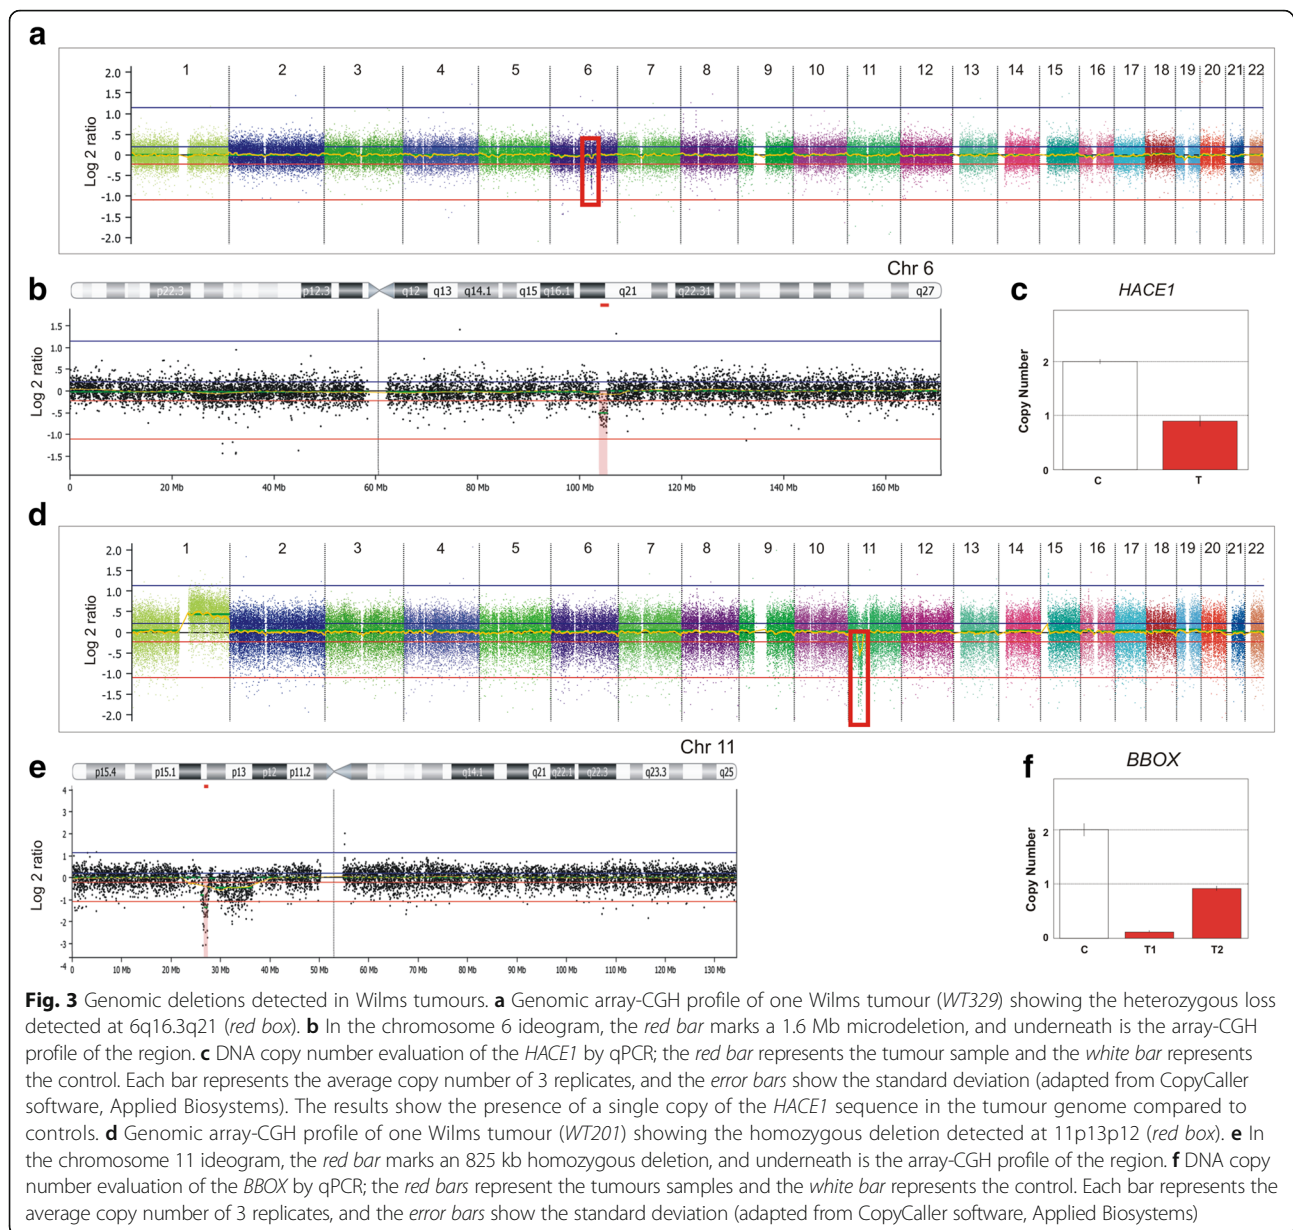 a
1 2 3 4 5 6 7 8 9 10 11 12 13 14 15 16 17 18 19 20 21 22
2.0
1.5
1.0
.5
0
-.5
-1.0
-1.5
-2.0
Log 2 ratio
Chr 6
b
p22.3 p12.3 q12 q13 q14.1 q15 q16.1 q21 q22.31 q27
1.5
1.0
.5
0
-.5
-1.0
-1.5
Log 2 ratio
0 20 Mb 40 Mb 60 Mb 80 Mb 100 Mb 120 Mb 140 Mb 160 Mb
c
HACE1
Copy Number
2
1
0
C T
d
1 2 3 4 5 6 7 8 9 10 11 12 13 14 15 16 17 18 19 20 21 22
2.0
1.5
1.0
.5
0
-.5
-1.0
-1.5
-2.0
Log 2 ratio
Chr 11
e
p15.4 p15.1 p13 p12 p11.2 q14.1 q21 q22.1 q22.3 q23.3 q25
4
3
2
1
0
-1
-2
-3
-4
Log 2 ratio
0 10 Mb 20 Mb 30 Mb 40 Mb 50 Mb 60 Mb 70 Mb 80 Mb 90 Mb 100 Mb 110 Mb 120 Mb 130 Mb
f
BBOX
Copy Number
2
1
0
C T1 T2
Fig. 3 Genomic deletions detected in Wilms tumours. a Genomic array-CGH profile of one Wilms tumour (WT329) showing the heterozygous loss
detected at 6q16.3q21 (red box). b In the chromosome 6 ideogram, the red bar marks a 1.6 Mb microdeletion, and underneath is the array-CGH
profile of the region. c DNA copy number evaluation of the HACE1 by qPCR; the red bar represents the tumour sample and the white bar represents
the control. Each bar represents the average copy number of 3 replicates, and the error bars show the standard deviation (adapted from CopyCaller
software, Applied Biosystems). The results show the presence of a single copy of the HACE1 sequence in the tumour genome compared to
controls. d Genomic array-CGH profile of one Wilms tumour (WT201) showing the homozygous deletion detected at 11p13p12 (red box). e In
the chromosome 11 ideogram, the red bar marks an 825 kb homozygous deletion, and underneath is the array-CGH profile of the region. f DNA copy
number evaluation of the BBOX by qPCR; the red bars represent the tumours samples and the white bar represents the control. Each bar represents the
average copy number of 3 replicates, and the error bars show the standard deviation (adapted from CopyCaller software, Applied Biosystems)